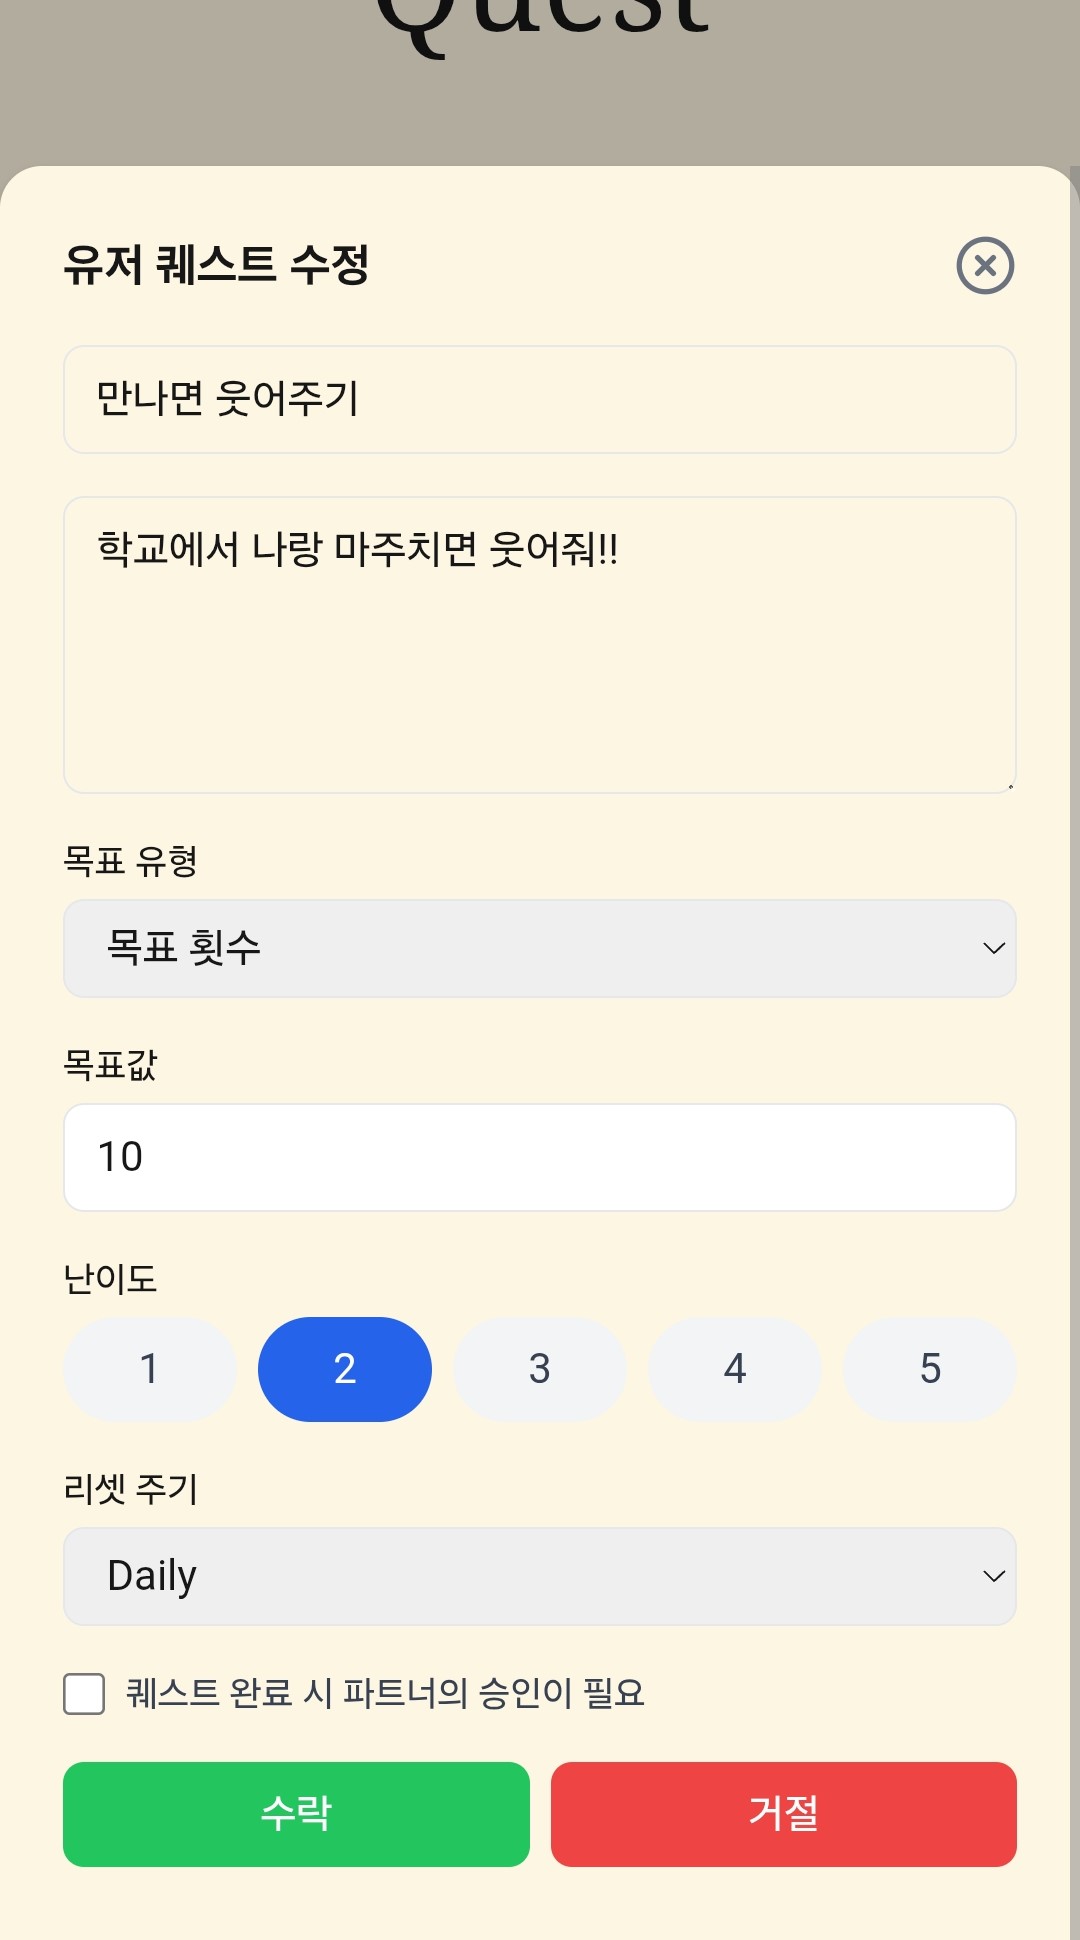 Quest
유저 퀘스트 수정
만나면 웃어주기
학교에서 나랑 마주치면 웃어줘!!
목표 유형
목표 횟수
목표값
10
난이도
1 2 3 4 5
리셋 주기
Daily
퀘스트 완료 시 파트너의 승인이 필요
수락 거절